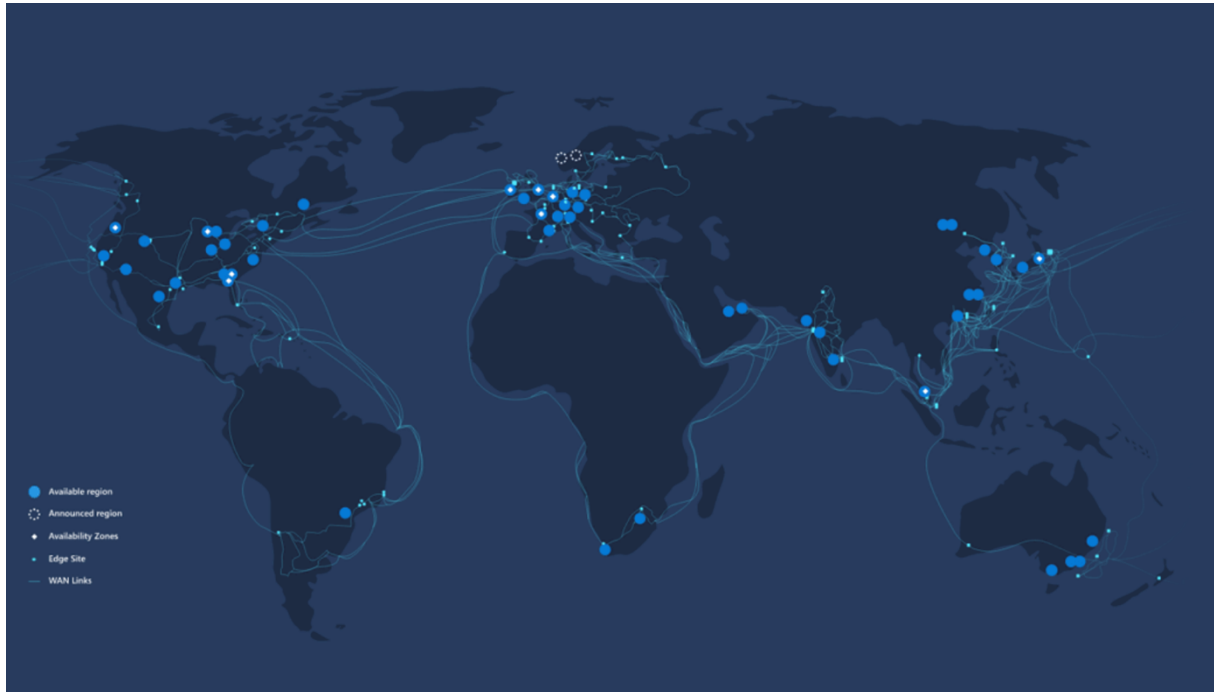 Available region
Announced region
Availability Zones
Edge Site
WAN Links